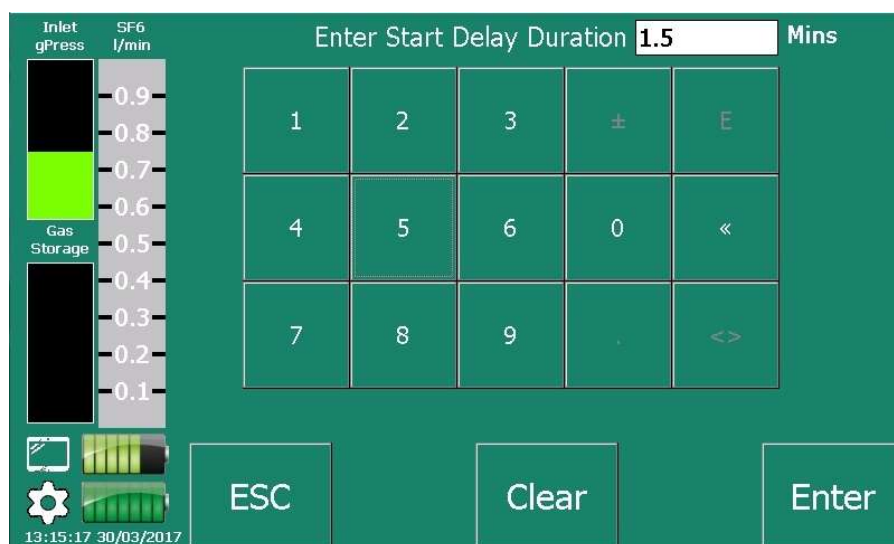 Inlet gPress
SF6 l/min
Enter Start Delay Duration 1.5 Mins
0.9
0.8
0.7
0.6
0.5
0.4
0.3
0.2
0.1
Gas Storage
1 2 3 ± E
4 5 6 0 «
7 8 9 . <>
ESC Clear Enter
13:15:17 30/03/2017